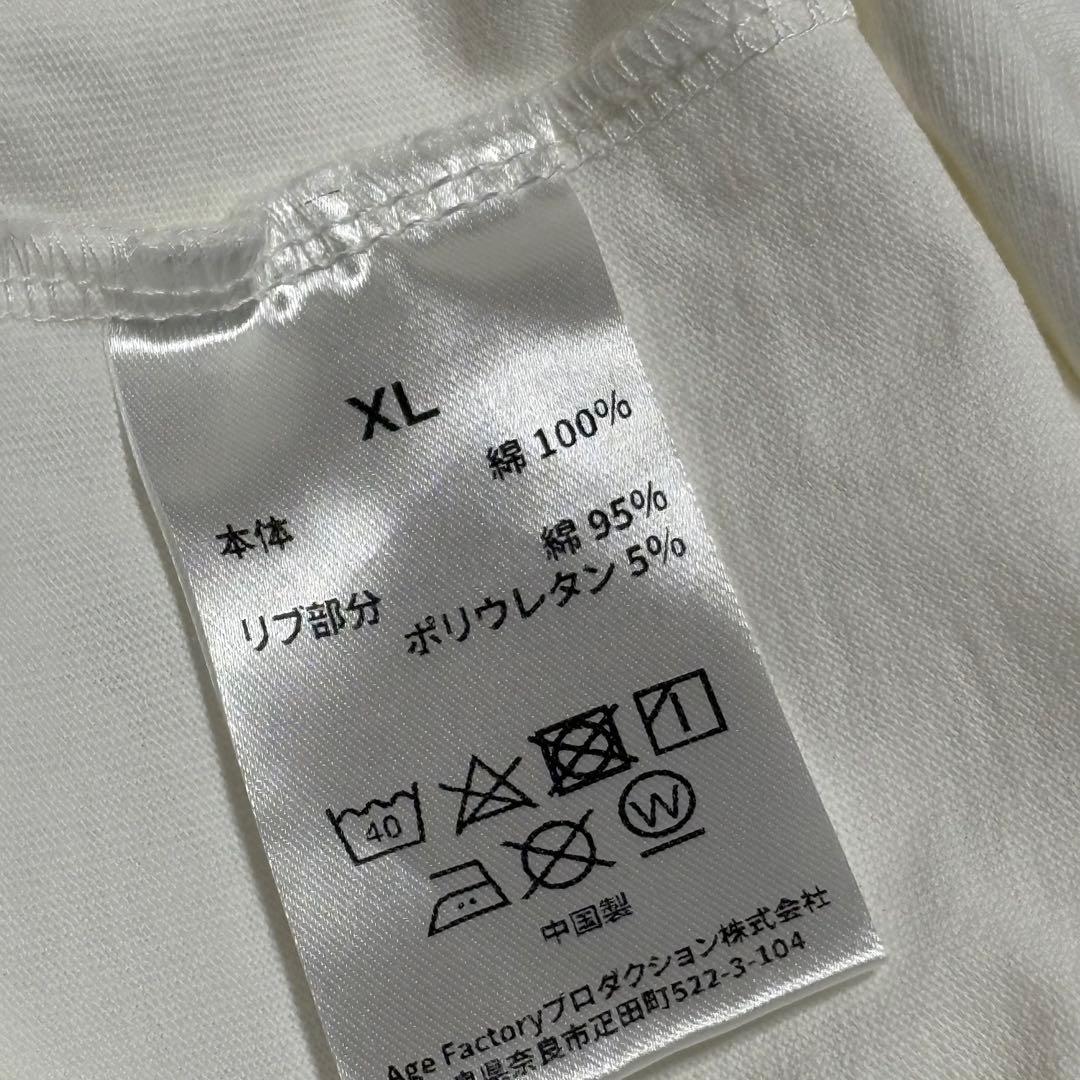 XL
本体 綿 100%
リブ部分 綿 95%
ポリウレタン 5%
40
W
中国製
Age Factoryプロダクション株式会社
県奈良市疋田町522-3-104